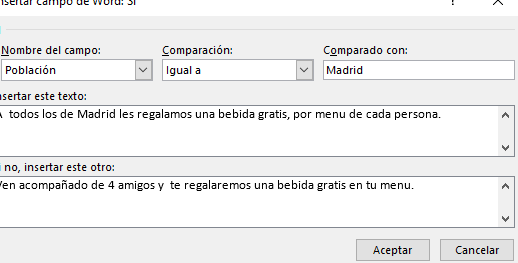 nsertar campo de Word: Si
?
Nombre del campo: Comparación: Comparado con:
Población Igual a Madrid
nsertar este texto:
A todos los de Madrid les regalamos una bebida gratis, por menu de cada persona.
i no, insertar este otro:
Ven acompañado de 4 amigos y te regalaremos una bebida gratis en tu menu.
Aceptar Cancelar